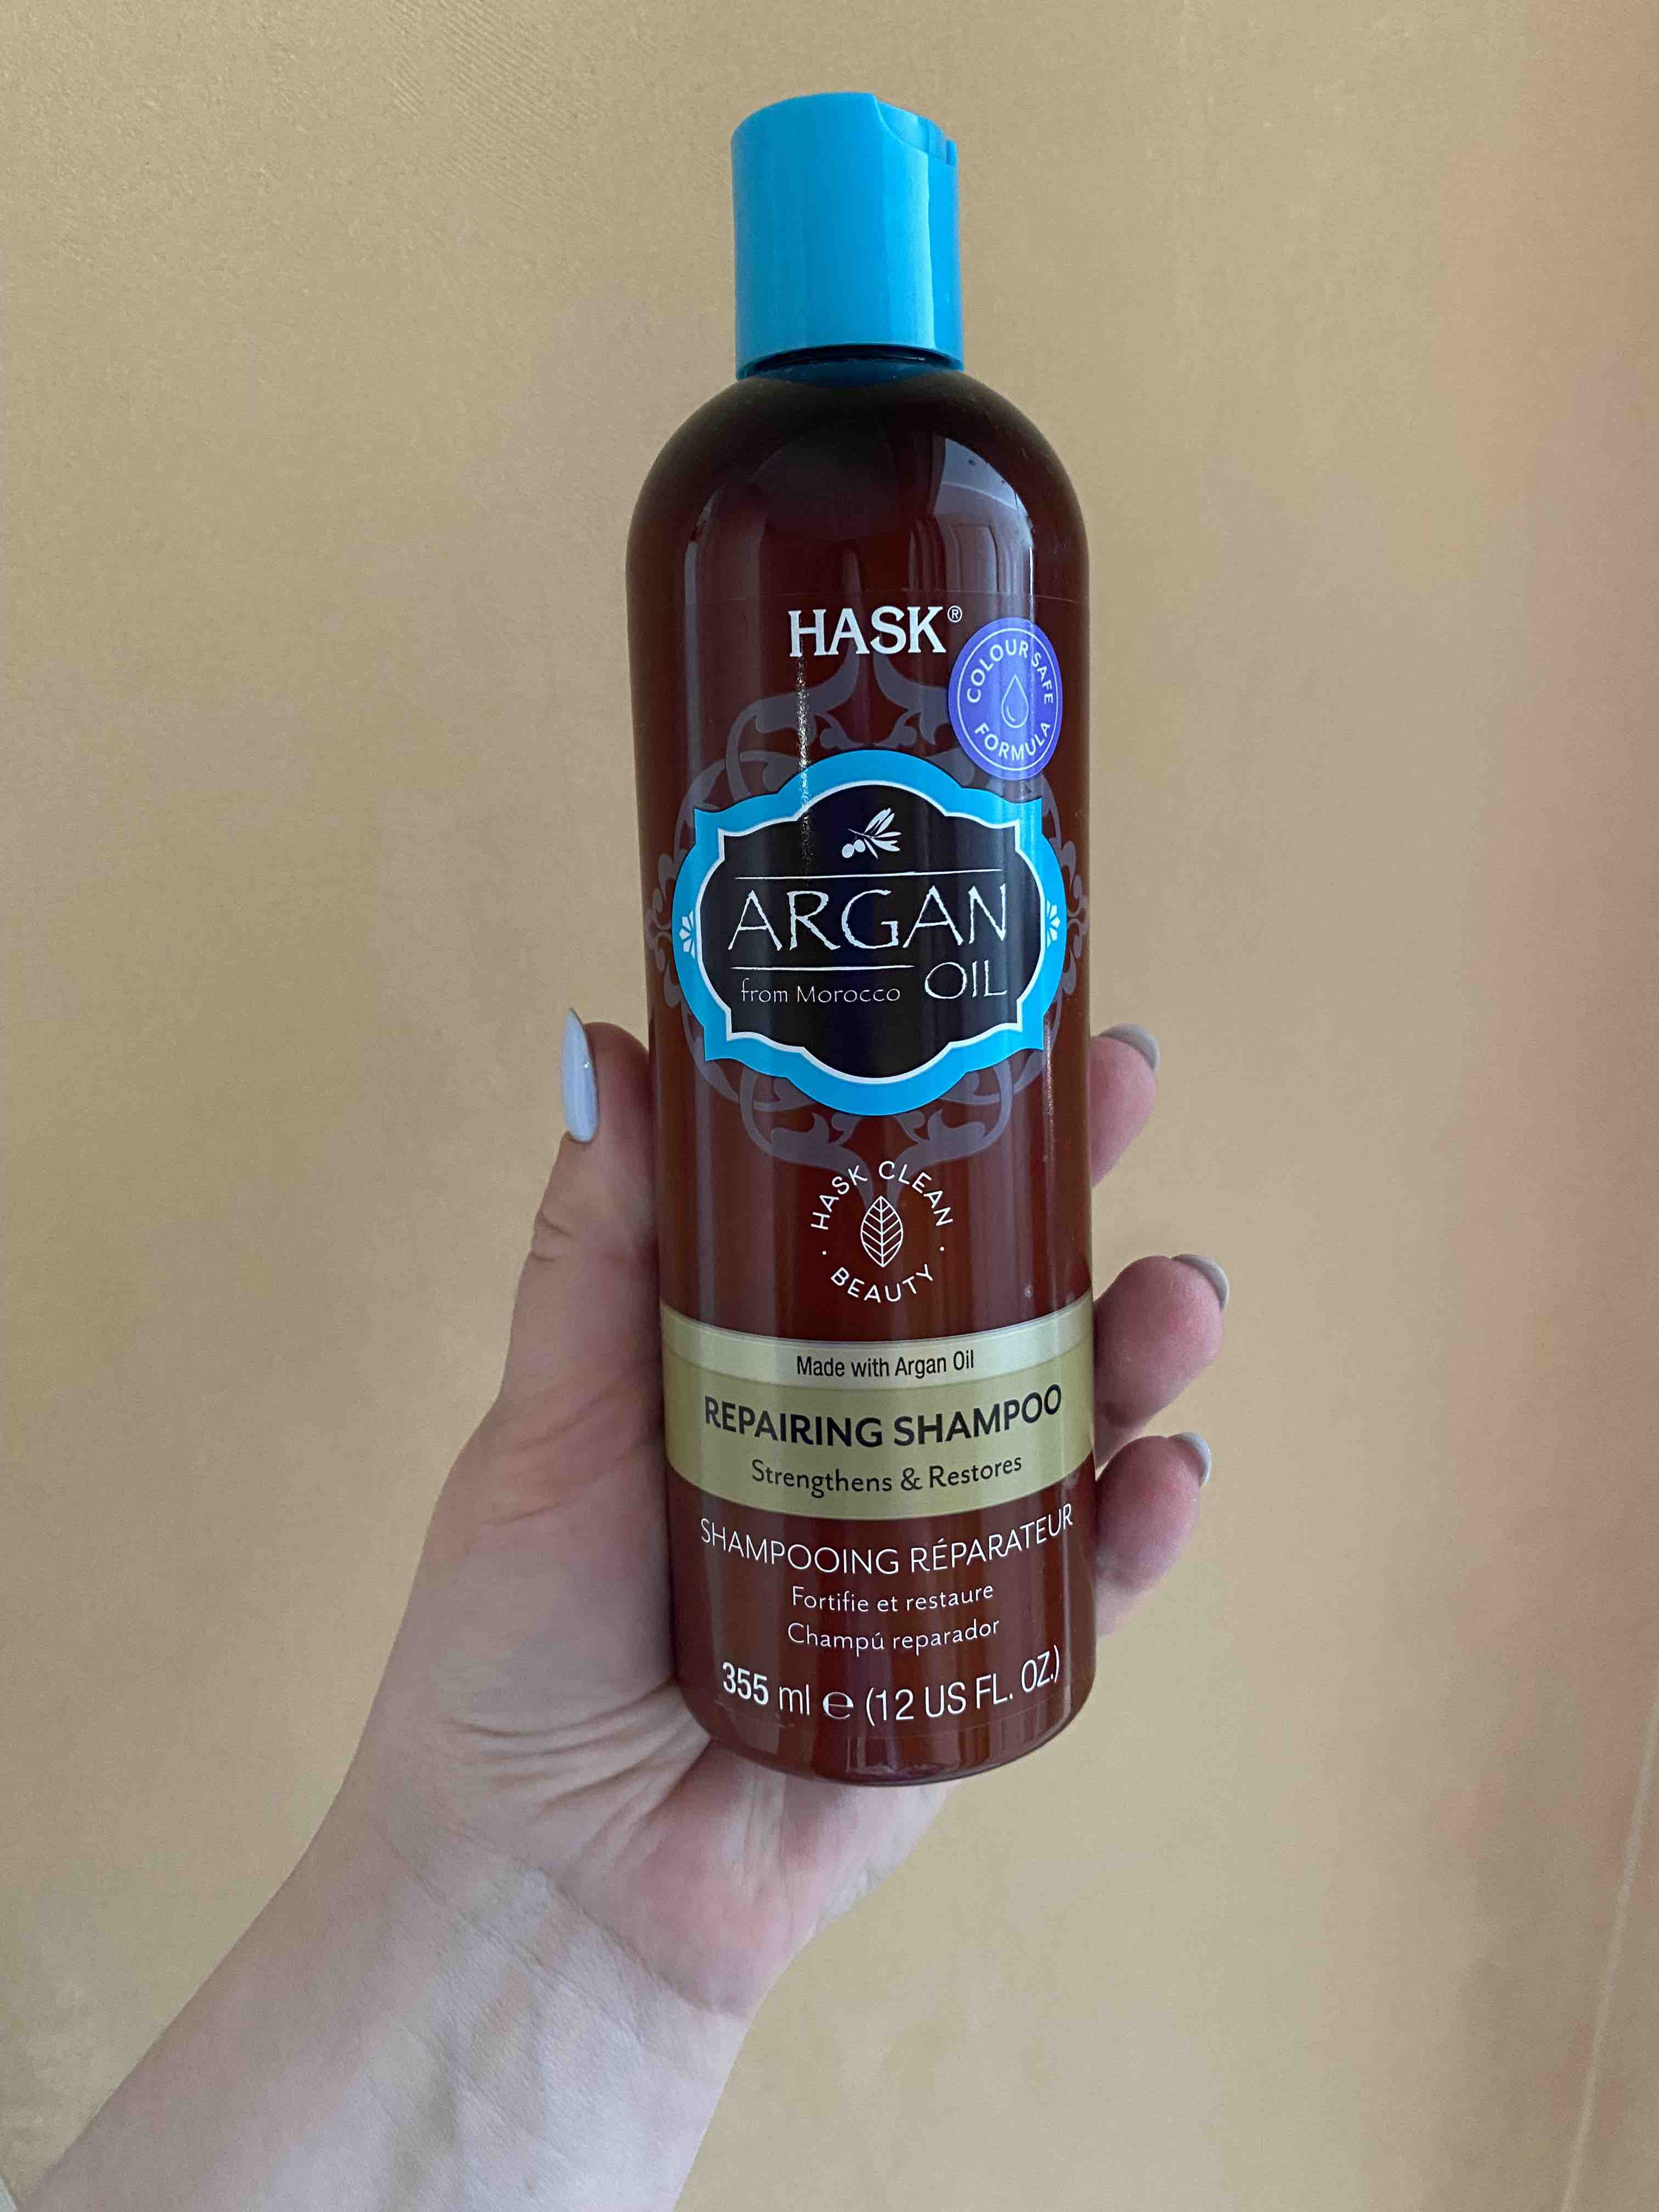 HASK®
COLOUR SAFE
FORMULA
ARGAN
from Morocco OIL
HASK CLEAN
BEAUTY
Made with Argan Oil
REPAIRING SHAMPOO
Strengthens & Restores
SHAMPOOING RÉPARATEUR
Fortifie et restaure
Champú reparador
355 ml ℮ (12 US FL. OZ.)